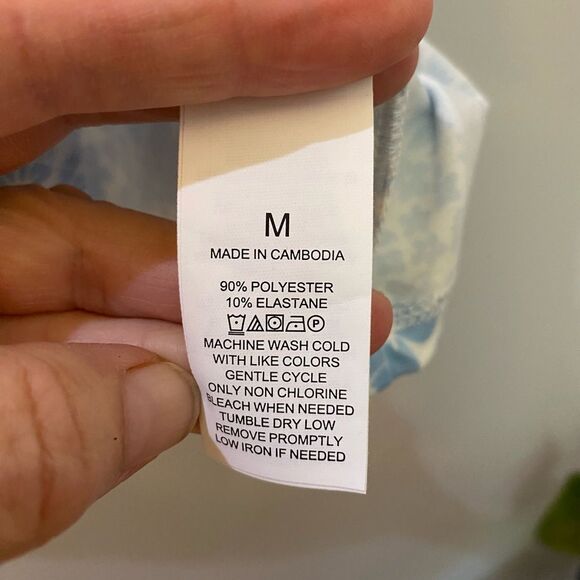 M
MADE IN CAMBODIA
90% POLYESTER
10% ELASTANE
MACHINE WASH COLD
WITH LIKE COLORS
GENTLE CYCLE
ONLY NON CHLORINE
BLEACH WHEN NEEDED
TUMBLE DRY LOW
REMOVE PROMPTLY
LOW IRON IF NEEDED